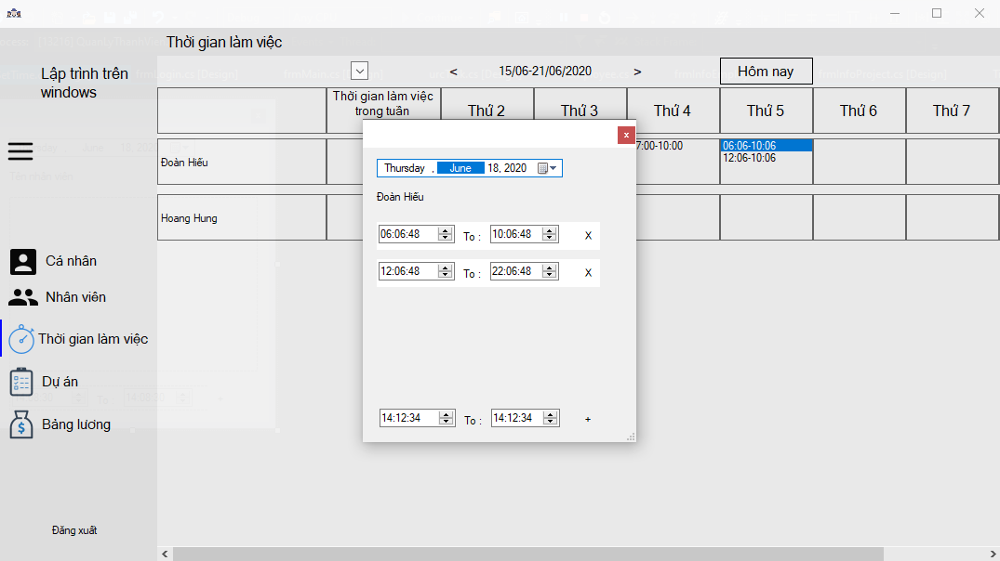 Thời gian làm việc
Lập trình trên
windows
<
15/06-21/06/2020
>
Hôm nay
Thời gian làm việc
trong tuần
Thứ 2
Thứ 3
Thứ 4
Thứ 5
Thứ 6
Thứ 7
Đoàn Hiếu
7:00-10:00
06:06-10:06
12:06-10:06
Hoang Hung
x
Thursday , June 18, 2020
Đoàn Hiếu
06:06:48 To : 10:06:48 X
12:06:48 To : 22:06:48 X
14:12:34 To : 14:12:34 +
Cá nhân
Nhân viên
Thời gian làm việc
Dự án
Bảng lương
Đăng xuất